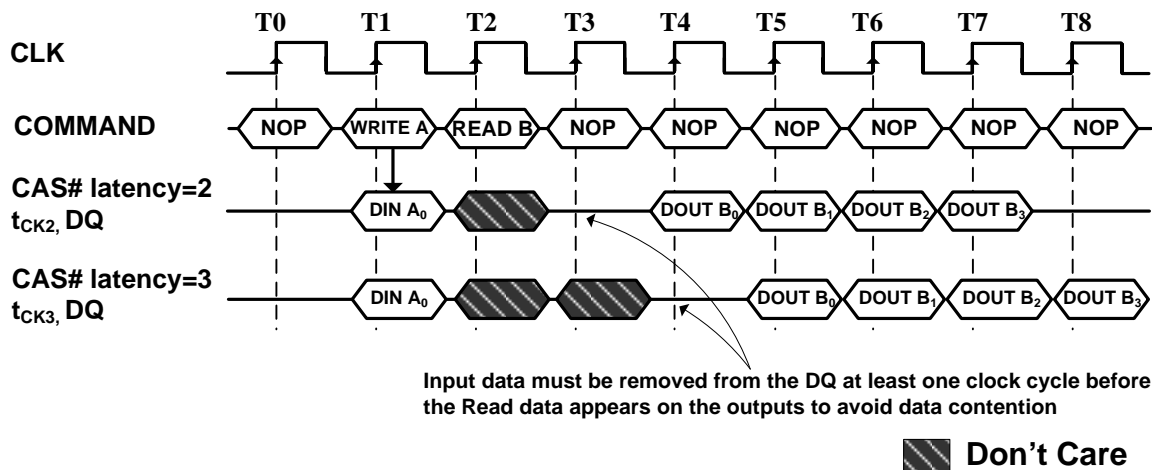 T0 T1 T2 T3 T4 T5 T6 T7 T8
CLK
COMMAND NOP WRITE A READ B NOP NOP NOP NOP NOP NOP
CAS# latency=2
tCK2, DQ DIN A0 DOUT B0 DOUT B1 DOUT B2 DOUT B3
CAS# latency=3
tCK3, DQ DIN A0 DOUT B0 DOUT B1 DOUT B2 DOUT B3
Input data must be removed from the DQ at least one clock cycle before
the Read data appears on the outputs to avoid data contention
Don't Care